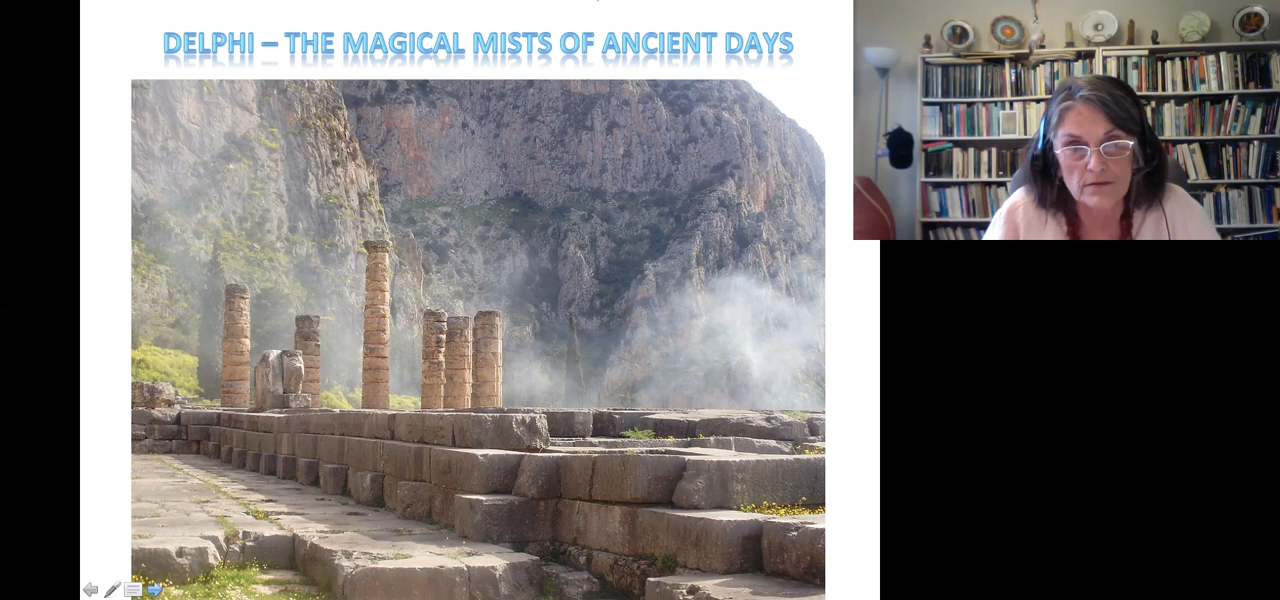 DELPHI – THE MAGICAL MISTS OF ANCIENT DAYS